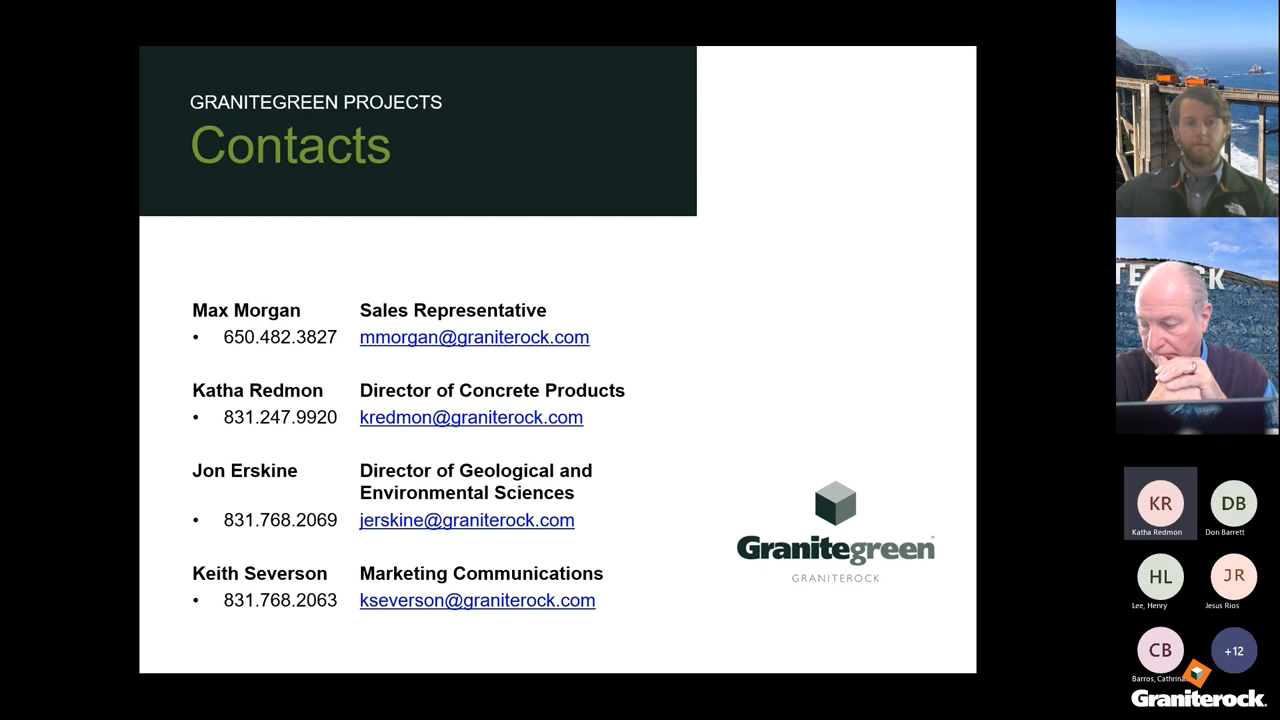 GRANITEGREEN PROJECTS
Contacts
Max Morgan Sales Representative
• 650.482.3827 mmorgan@graniterock.com
Katha Redmon Director of Concrete Products
• 831.247.9920 kredmon@graniterock.com
Jon Erskine Director of Geological and
Environmental Sciences
• 831.768.2069 jerskine@graniterock.com
Keith Severson Marketing Communications
• 831.768.2063 kseverson@graniterock.com
Granitegreen
GRANITEROCK
KR DB
Katha Redmon Don Barrett
HL JR
Lee, Henry Jesus Rios
CB +12
Barros, Cathrina
Graniterock.